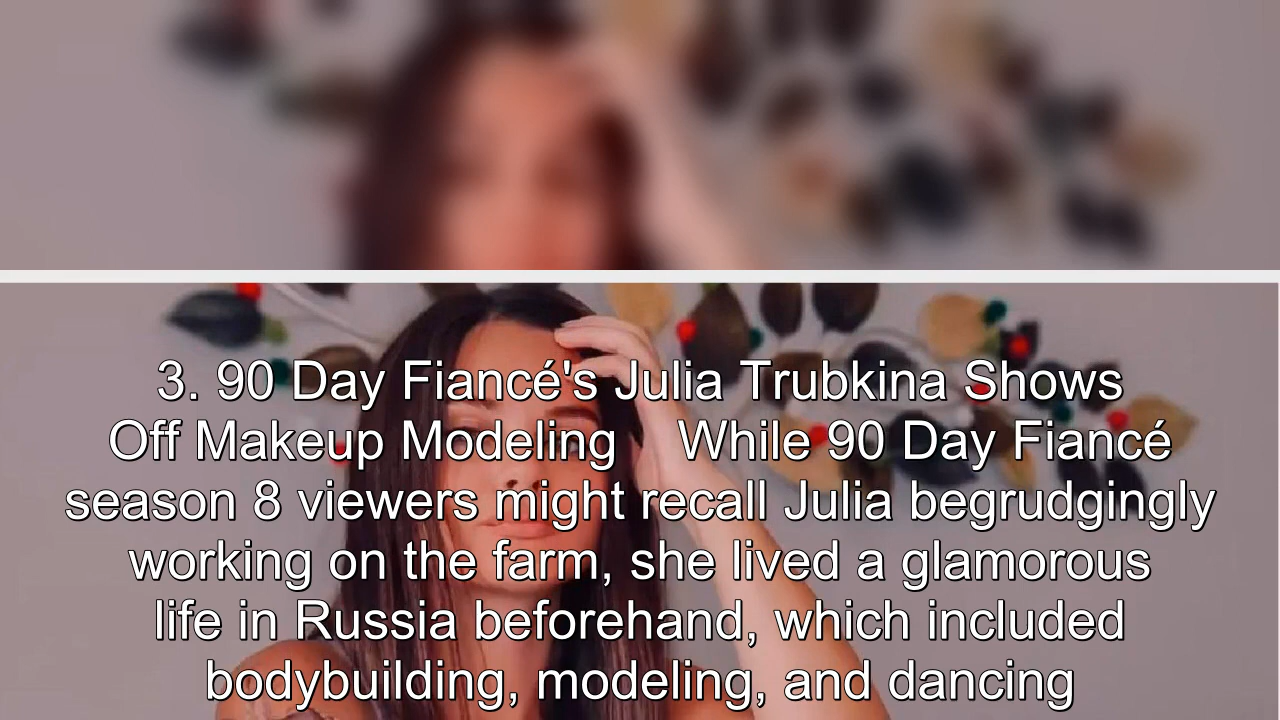 3. 90 Day Fiancé's Julia Trubkina Shows
Off Makeup Modeling While 90 Day Fiancé
season 8 viewers might recall Julia begrudgingly
working on the farm, she lived a glamorous
life in Russia beforehand, which included
bodybuilding, modeling, and dancing